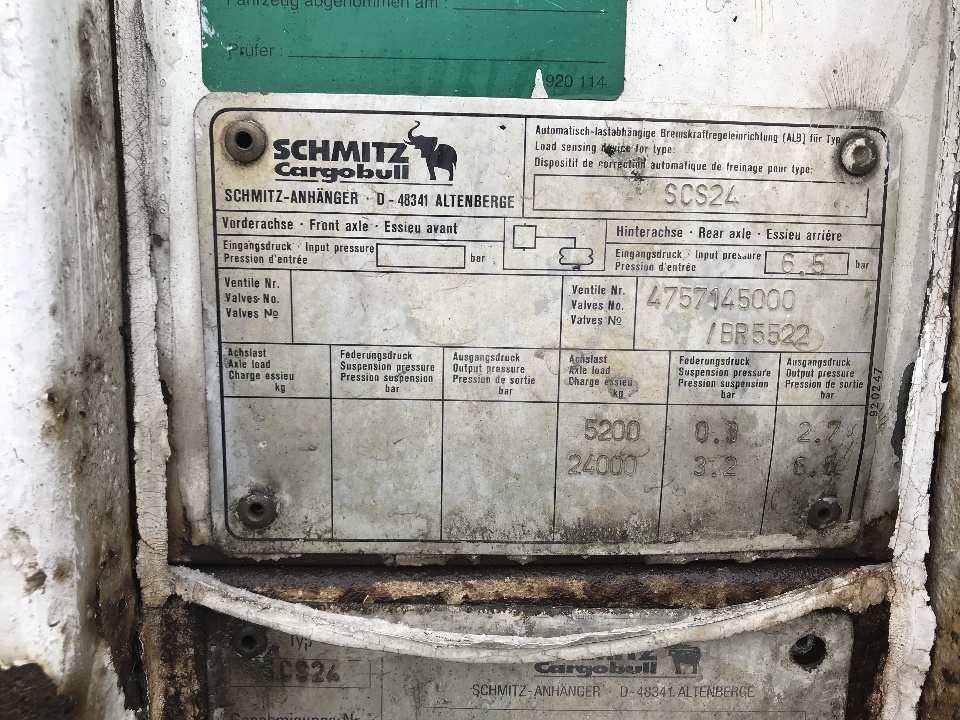 Fahrzeug abgenommen am :
Prüfer :
920 114
SCHMITZ
Cargobull
SCHMITZ-ANHÄNGER · D - 48341 ALTENBERGE
Automatisch-lastabhängige Bremskraftregeleinrichtung (ALB) für Typ
Load sensing device for type:
Dispositif de correction automatique de freinage pour type:
SCS24
Vorderachse · Front axle · Essieu avant
Eingangsdruck · Input pressure
Pression d'entrée
bar
Hinterachse · Rear axle · Essieu arrière
Eingangsdruck · Input pressure
Pression d'entrée
6.5 bar
Ventile Nr.
Valves No.
Valves Nº
Ventile Nr.
Valves No.
Valves Nº
4757145000
/BR5522
Achslast
Axle load
Charge essieu
kg
Federungsdruck
Suspension pressure
Pression suspension
bar
Ausgangsdruck
Output pressure
Pression de sortie
bar
Achslast
Axle load
Charge essieu
kg
Federungsdruck
Suspension pressure
Pression suspension
bar
Ausgangsdruck
Output pressure
Pression de sortie
bar
5200 2.7
24000 3.2
920247
Typ
SCS24
Cargobull
SCHMITZ-ANHÄNGER · D-48341 ALTENBERGE